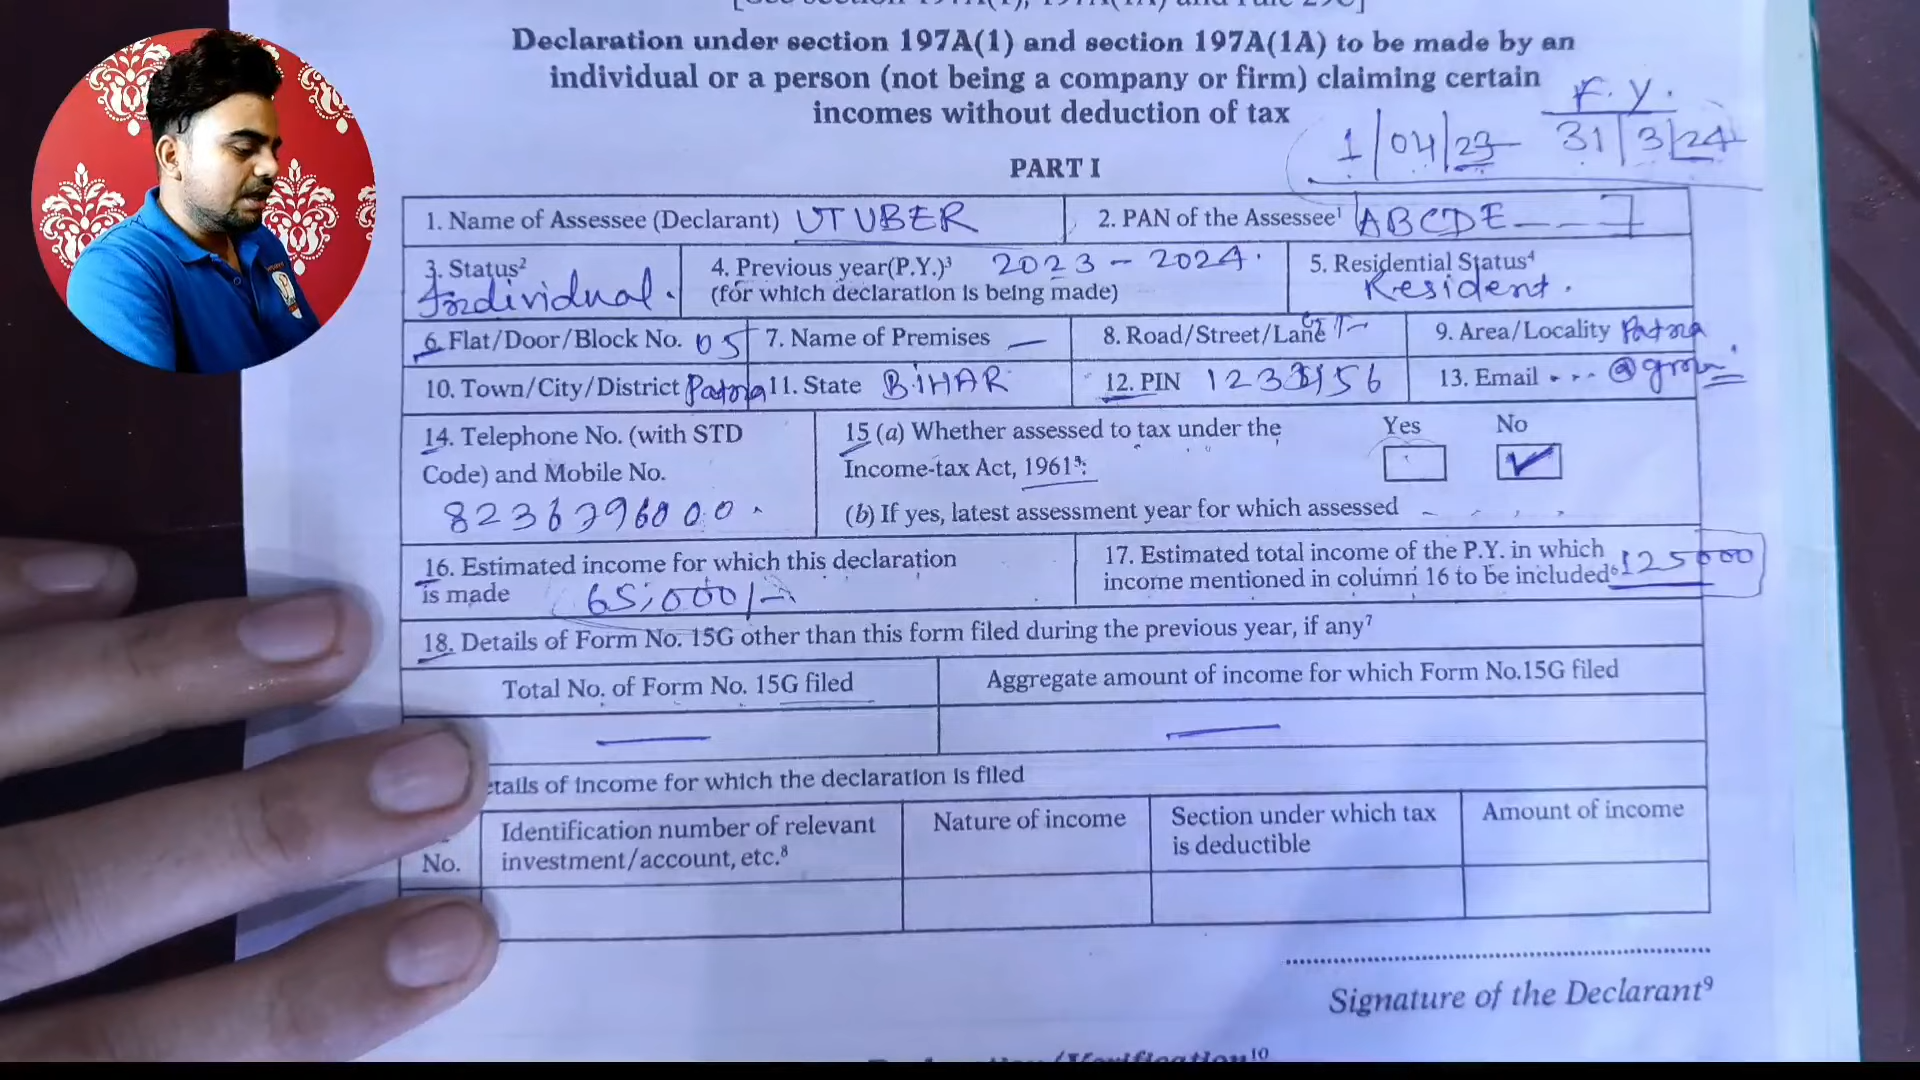 Declaration under section 197A(1) and section 197A(1A) to be made by an
individual or a person (not being a company or firm) claiming certain
incomes without deduction of tax
F. Y.
1/04/23 31/3/24
PART I
1. Name of Assessee (Declarant) UTUBER
2. PAN of the Assessee¹ ABCDE
3. Status²
Individual.
4. Previous year(P.Y.)³ 2023 - 2024.
(for which declaration is being made)
5. Residential Status⁴
Resident.
6. Flat/Door/Block No. 05
7. Name of Premises —
8. Road/Street/Lane
9. Area/Locality Patna
10. Town/City/District Patna
11. State BIHAR
12. PIN
13. Email @gm
14. Telephone No. (with STD
Code) and Mobile No.
8236796000.
15 (a) Whether assessed to tax under the
Income-tax Act, 1961⁵:
Yes No
(b) If yes, latest assessment year for which assessed
16. Estimated income for which this declaration
is made 65,000/-
17. Estimated total income of the P.Y. in which
income mentioned in column 16 to be included⁶ 125000
18. Details of Form No. 15G other than this form filed during the previous year, if any⁷
Total No. of Form No. 15G filed
Aggregate amount of income for which Form No.15G filed
— —
etails of income for which the declaration is filed
No.
Identification number of relevant
investment/account, etc.⁸
Nature of income
Section under which tax
is deductible
Amount of income
Signature of the Declarant⁹